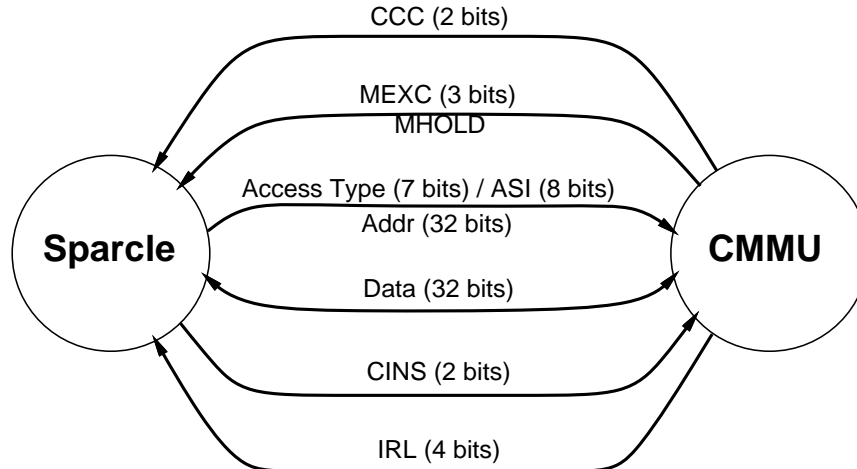 CCC (2 bits)
MEXC (3 bits)
MHOLD
Access Type (7 bits) / ASI (8 bits)
Addr (32 bits)
Sparcle
CMMU
Data (32 bits)
CINS (2 bits)
IRL (4 bits)